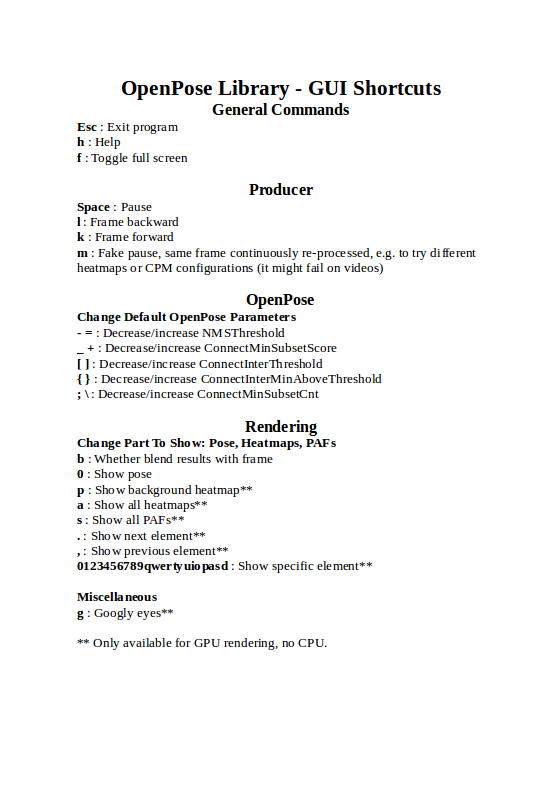 OpenPose Library - GUI Shortcuts
General Commands
Esc : Exit program
h : Help
f : Toggle full screen
Producer
Space : Pause
l : Frame backward
k : Frame forward
m : Fake pause, same frame continuously re-processed, e.g. to try different
heatmaps or CPM configurations (it might fail on videos)
OpenPose
Change Default OpenPose Parameters
- = : Decrease/increase NMSThreshold
_ + : Decrease/increase ConnectMinSubsetScore
[ ] : Decrease/increase ConnectInterThreshold
{ } : Decrease/increase ConnectInterMinAboveThreshold
; \ : Decrease/increase ConnectMinSubsetCnt
Rendering
Change Part To Show: Pose, Heatmaps, PAFs
b : Whether blend results with frame
0 : Show pose
p : Show background heatmap**
a : Show all heatmaps**
s : Show all PAFs**
. : Show next element**
, : Show previous element**
0123456789qwertyuiopasd : Show specific element**
Miscellaneous
g : Googly eyes**
** Only available for GPU rendering, no CPU.